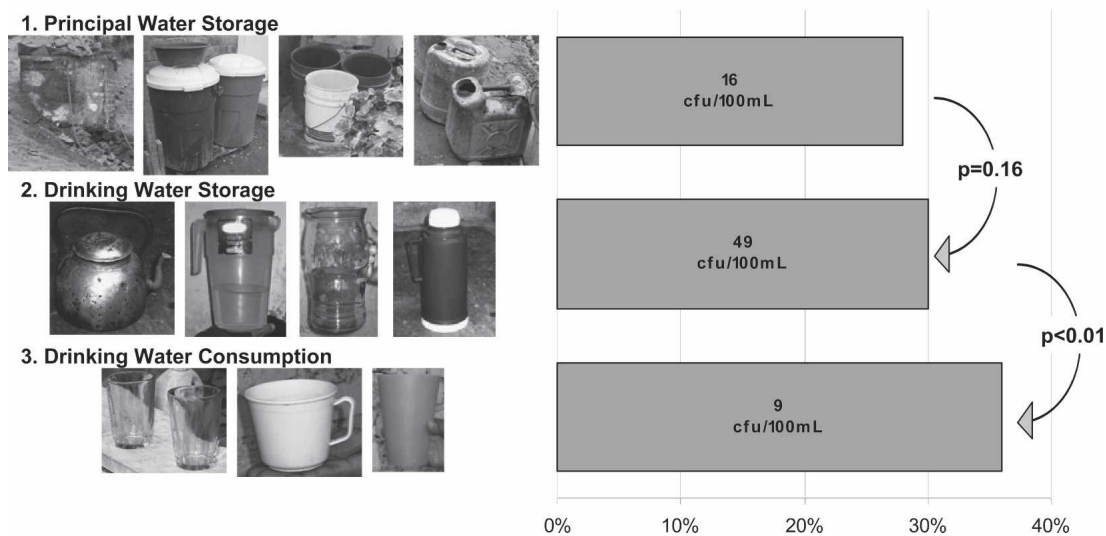 1. Principal Water Storage
16
cfu/100mL
p=0.16
2. Drinking Water Storage
49
cfu/100mL
p<0.01
3. Drinking Water Consumption
9
cfu/100mL
0%
10%
20%
30%
40%